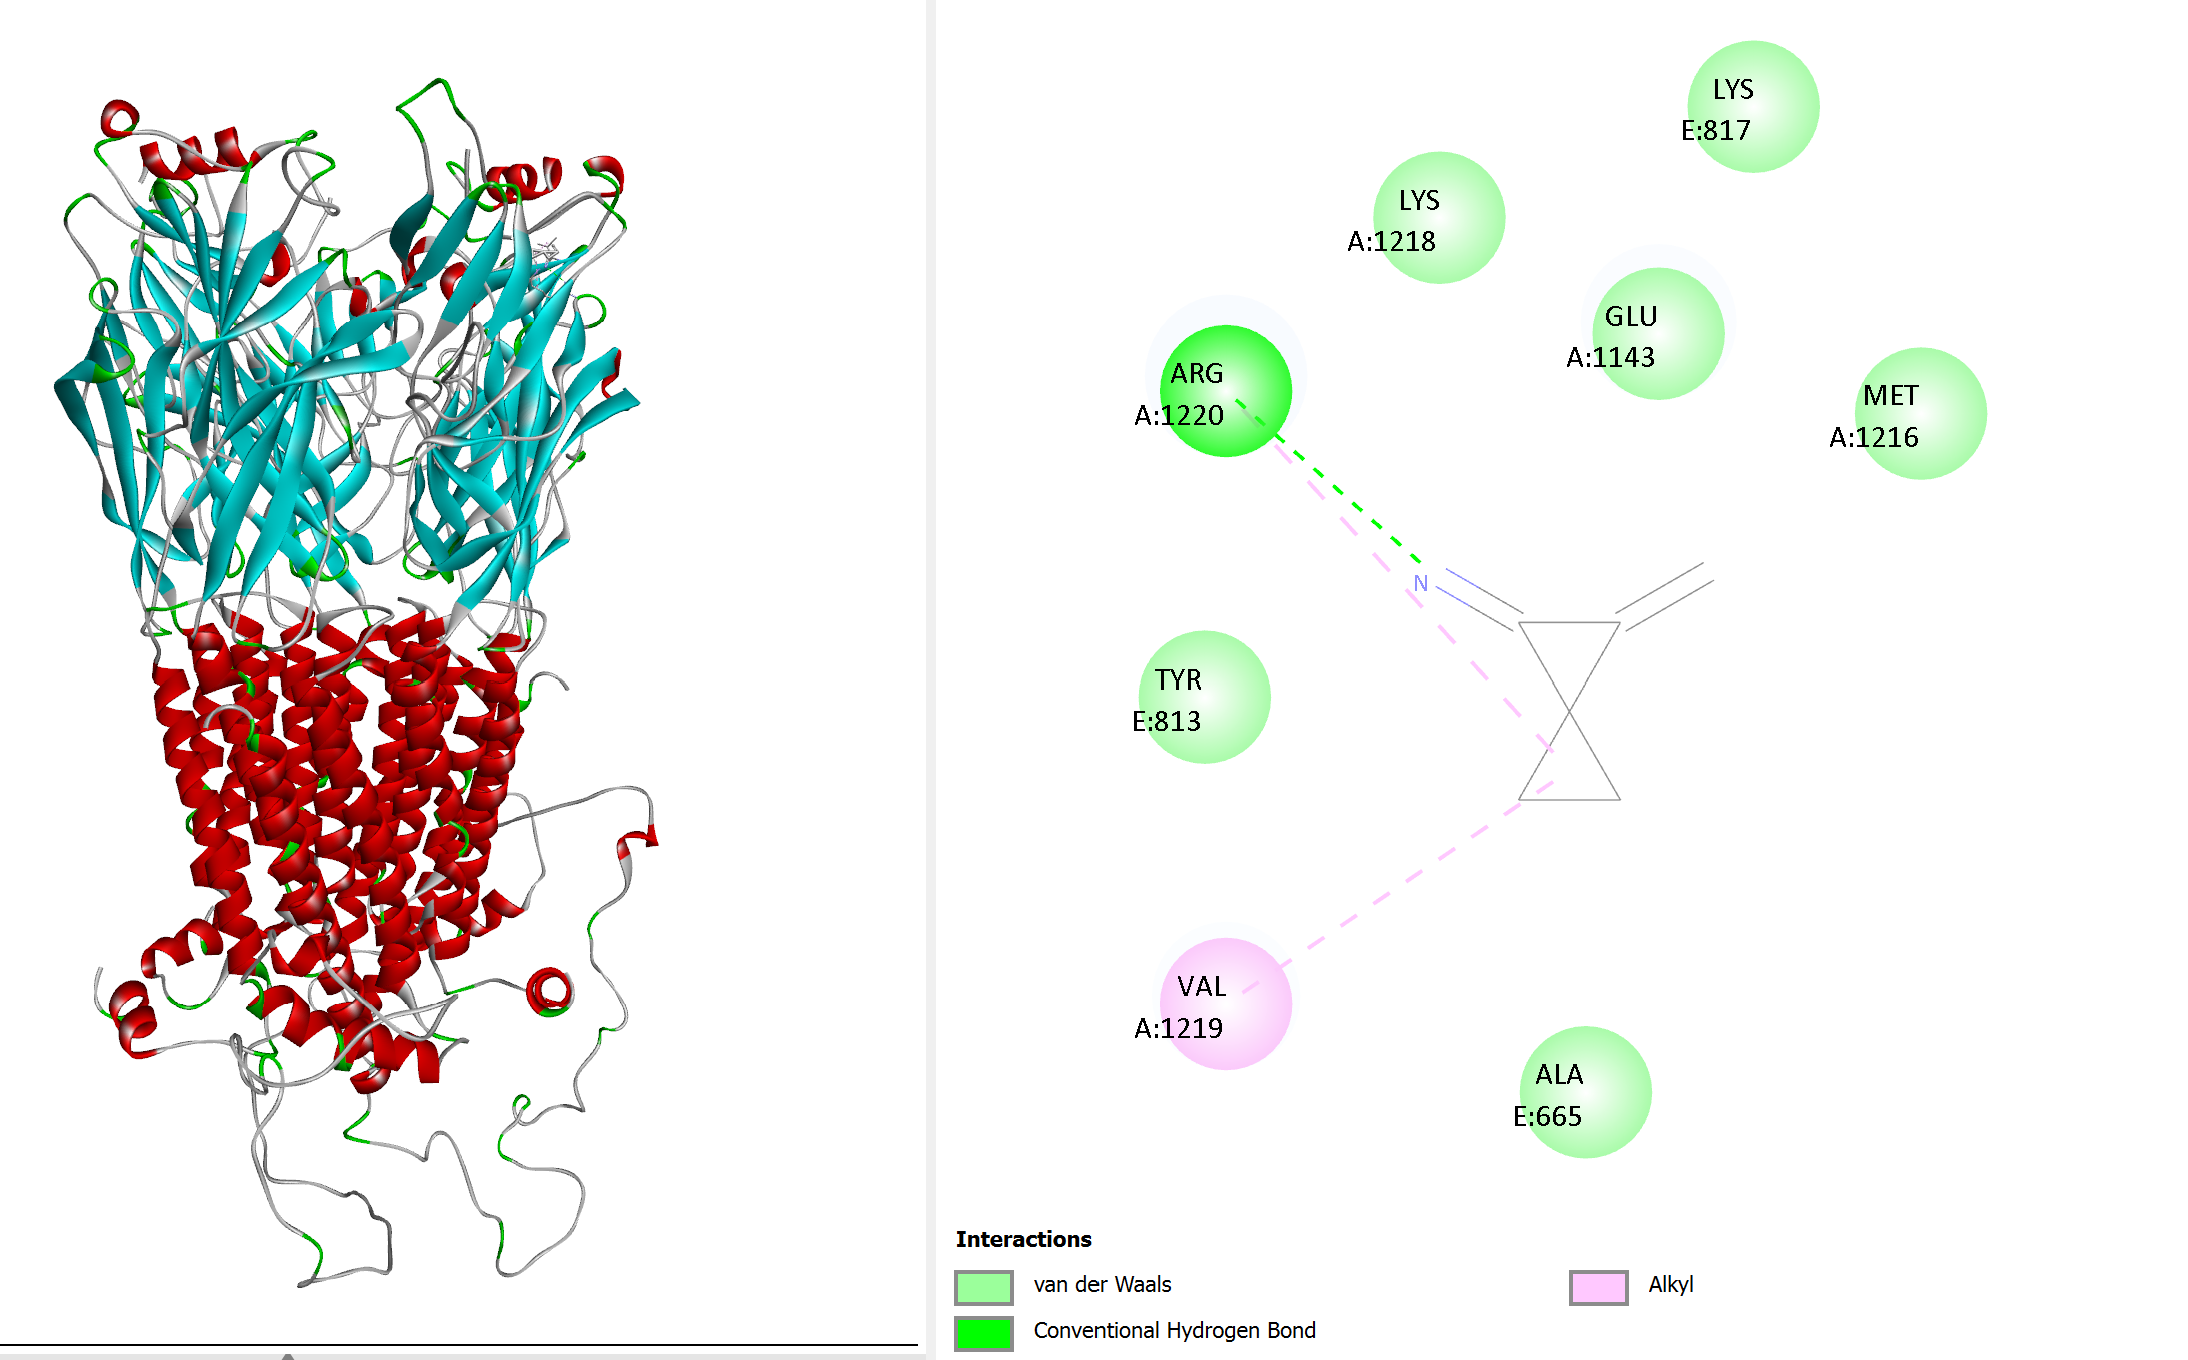 LYS
E:817
LYS
A:1218
GLU
A:1143
ARG
A:1220
MET
A:1216
N
TYR
E:813
VAL
A:1219
ALA
E:665
Interactions
van der Waals
Conventional Hydrogen Bond
Alkyl